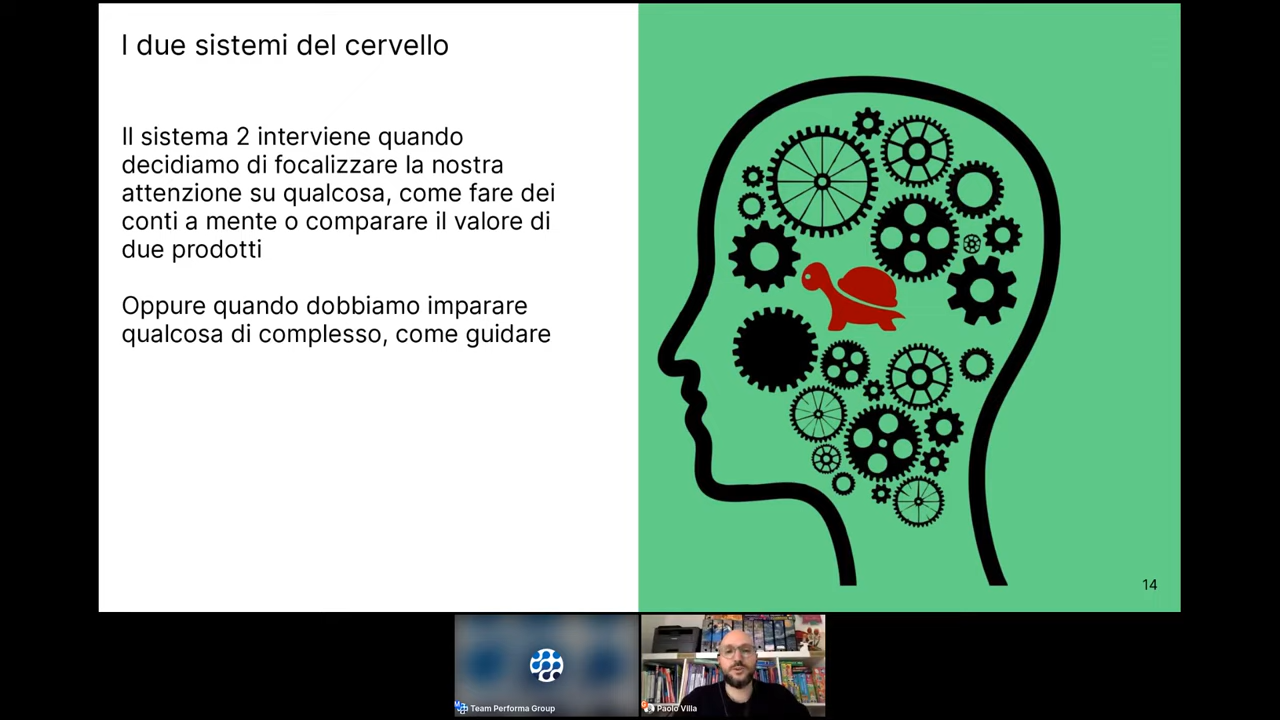 I due sistemi del cervello
Il sistema 2 interviene quando
decidiamo di focalizzare la nostra
attenzione su qualcosa, come fare dei
conti a mente o comparare il valore di
due prodotti
Oppure quando dobbiamo imparare
qualcosa di complesso, come guidare
14
Team Performa Group
Paolo Villa